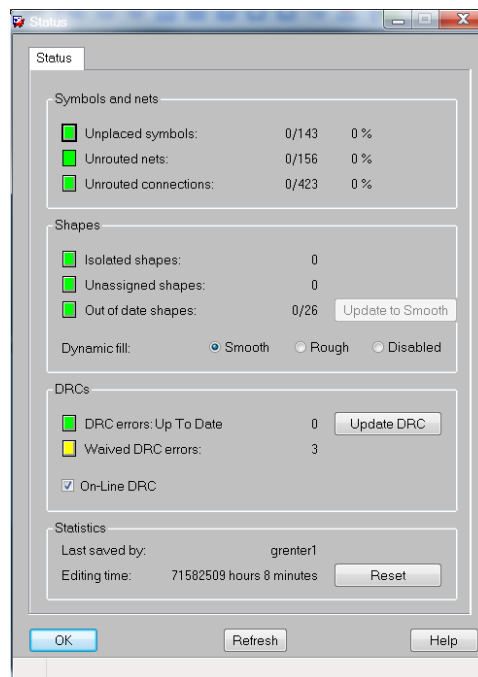 Status
Status
Symbols and nets
Unplaced symbols: 0/143 0 %
Unrouted nets: 0/156 0 %
Unrouted connections: 0/423 0 %
Shapes
Isolated shapes: 0
Unassigned shapes: 0
Out of date shapes: 0/26 Update to Smooth
Dynamic fill: Smooth Rough Disabled
DRCs
DRC errors: Up To Date 0 Update DRC
Waived DRC errors: 3
On-Line DRC
Statistics
Last saved by: grenter1
Editing time: 71582509 hours 8 minutes Reset
OK Refresh Help